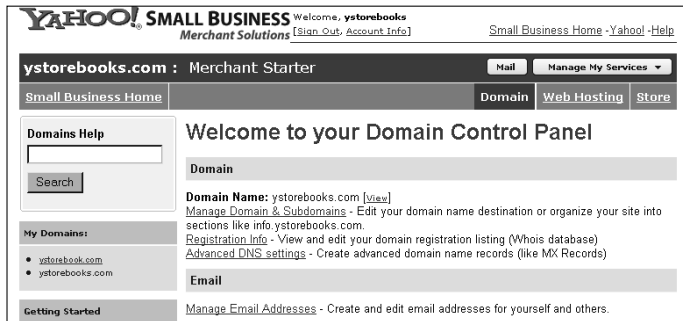 YAHOO! SMALL BUSINESS
Merchant Solutions
Welcome, ystorebooks
[Sign Out, Account Info]
Small Business Home - Yahoo! - Help
ystorebooks.com : Merchant Starter
Mail
Manage My Services
Small Business Home
Domain
Web Hosting
Store
Domains Help
Search
My Domains:
ystorebook.com
ystorebooks.com
Getting Started
Welcome to your Domain Control Panel
Domain
Domain Name: ystorebooks.com [View]
Manage Domain & Subdomains - Edit your domain name destination or organize your site into
sections like info.ystorebooks.com.
Registration Info - View and edit your domain registration listing (Whois database)
Advanced DNS settings - Create advanced domain name records (like MX Records)
Email
Manage Email Addresses - Create and edit email addresses for yourself and others.